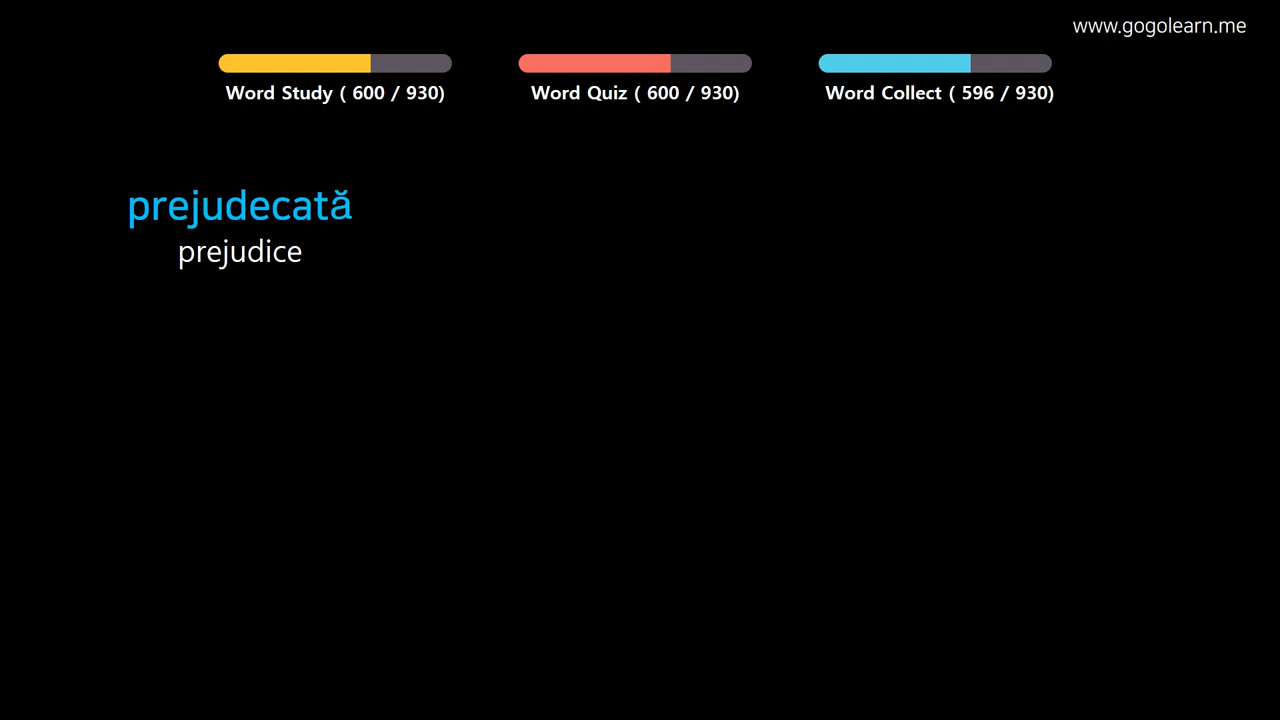 www.gogolearn.me
Word Study ( 600 / 930)
Word Quiz ( 600 / 930)
Word Collect ( 596 / 930)
prejudecată
prejudice